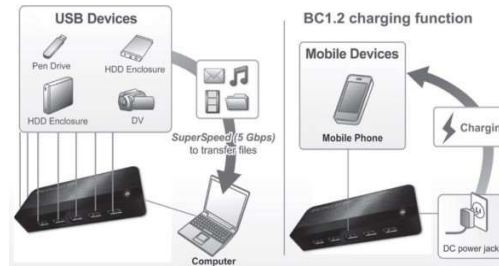 USB Devices
Pen Drive
HDD Enclosure
HDD Enclosure
DV
SuperSpeed (5 Gbps)
to transfer files
Computer
BC1.2 charging function
Mobile Devices
Mobile Phone
Chargin
DC power jack